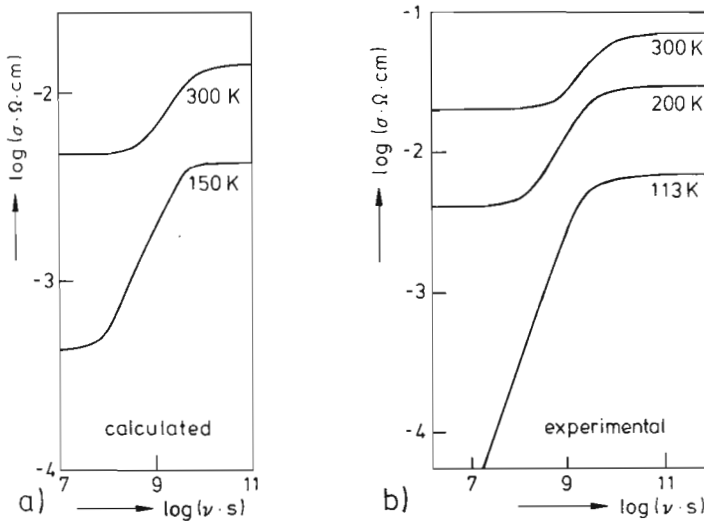 log (σ·Ω·cm)
-2
-3
-4
300 K
150 K
calculated
7
9
11
log (ν·s)
a)
log (σ·Ω·cm)
-1
-2
-3
-4
300 K
200 K
113 K
experimental
7
9
11
log (ν·s)
b)